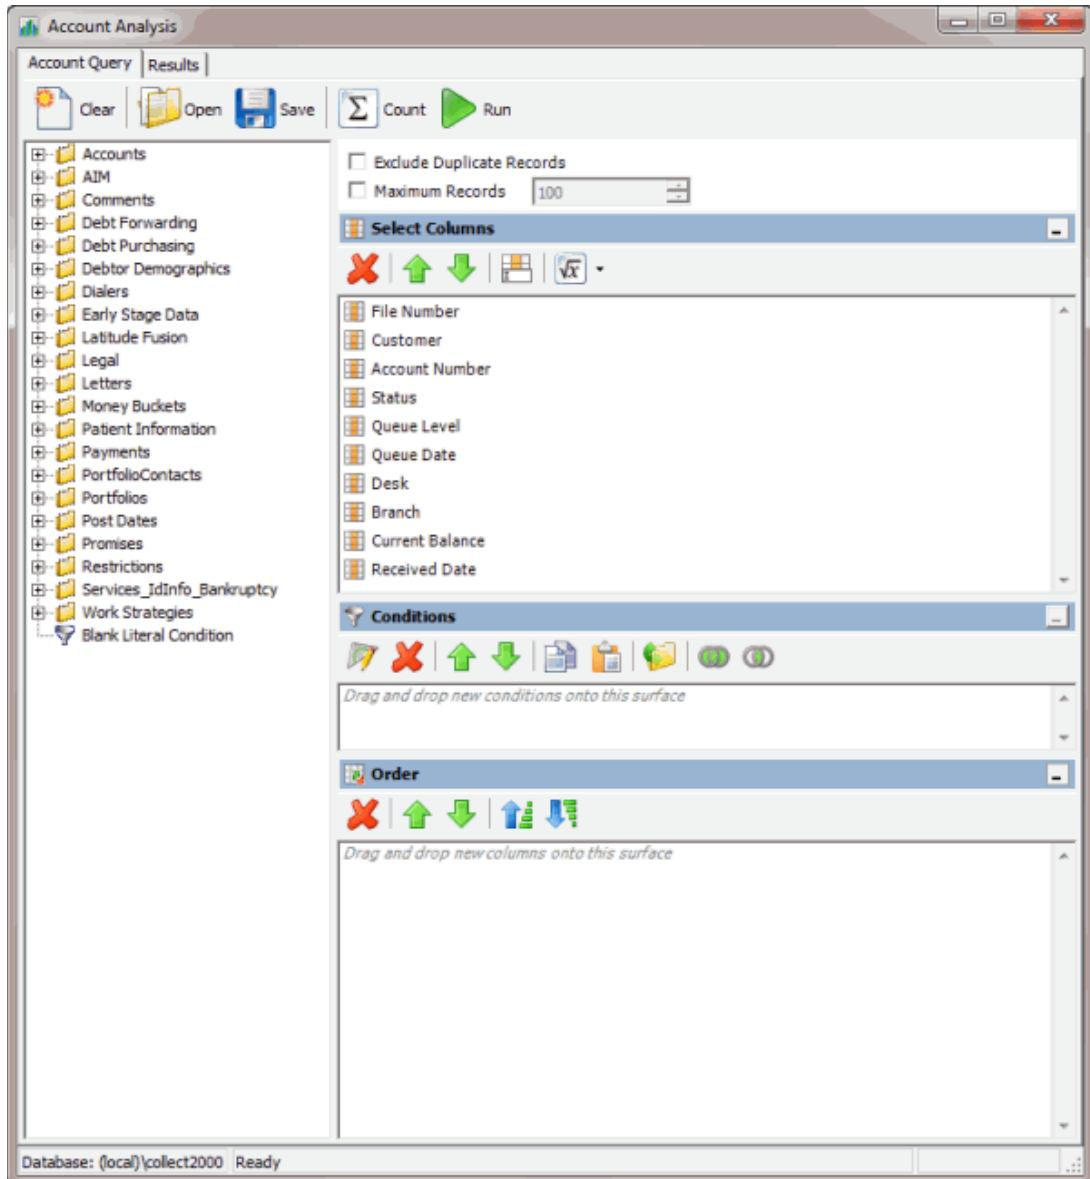 Account Analysis
Account Query Results
Clear Open Save Count Run
Accounts
AIM
Comments
Debt Forwarding
Debt Purchasing
Debtor Demographics
Dialers
Early Stage Data
Latitude Fusion
Legal
Letters
Money Buckets
Patient Information
Payments
PortfolioContacts
Portfolios
Post Dates
Promises
Restrictions
Services_IdInfo_Bankruptcy
Work Strategies
Blank Literal Condition
Exclude Duplicate Records
Maximum Records 100
Select Columns
File Number
Customer
Account Number
Status
Queue Level
Queue Date
Desk
Branch
Current Balance
Received Date
Conditions
Drag and drop new conditions onto this surface
Order
Drag and drop new columns onto this surface
Database: (local)\collect2000 Ready